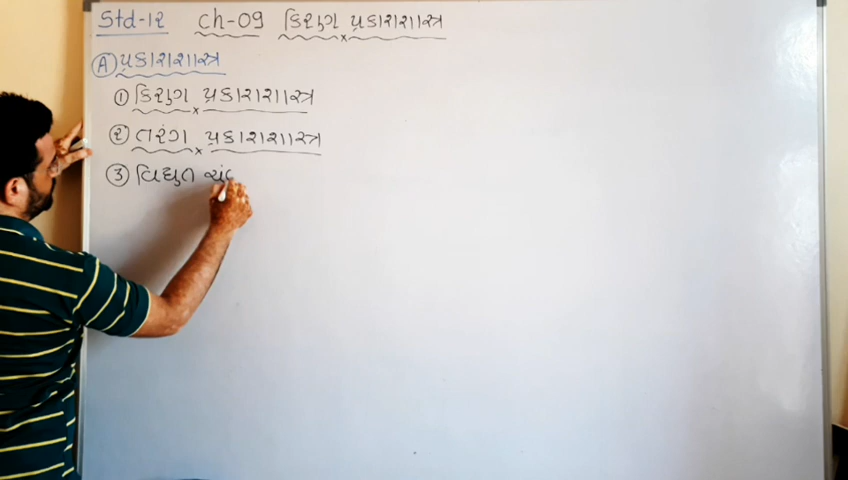 Std-12 Ch-09 કિરણ પ્રકાશશાસ્ત્ર
(A) પ્રકાશશાસ્ત્ર
① કિરણ પ્રકાશશાસ્ત્ર
② તરંગ પ્રકાશશાસ્ત્ર
③ વિદ્યુત ચું